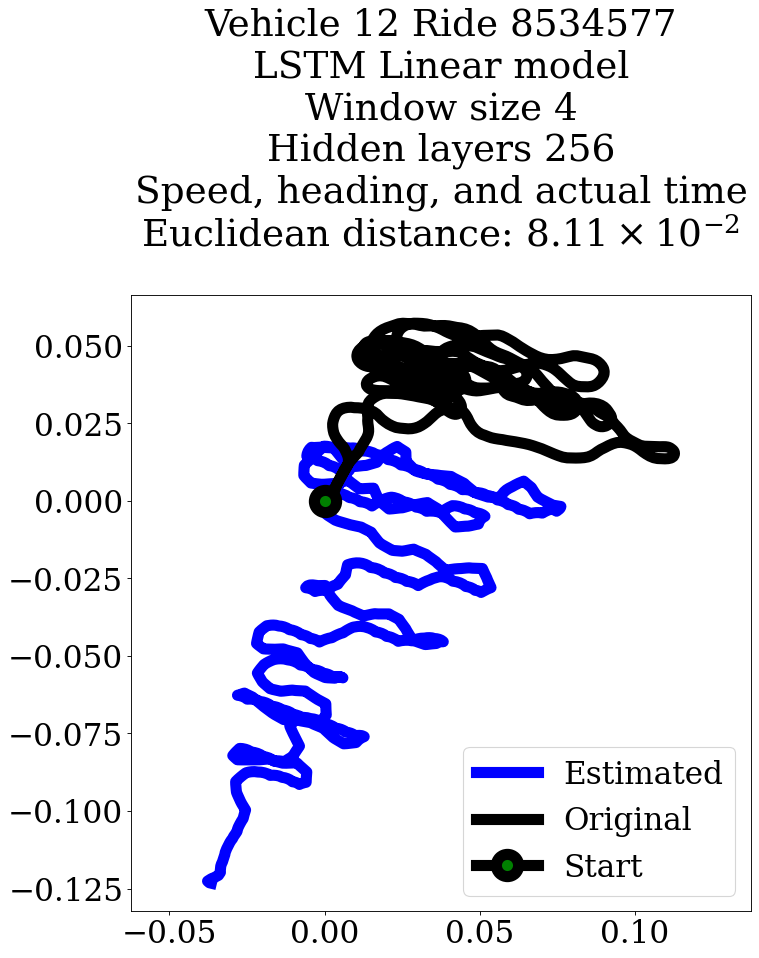 Vehicle 12 Ride 8534577
LSTM Linear model
Window size 4
Hidden layers 256
Speed, heading, and actual time
Euclidean distance: 8.11 × 10⁻²
0.050
0.025
0.000
−0.025
−0.050
−0.075
−0.100
−0.125
Estimated
Original
Start
−0.05
0.00
0.05
0.10